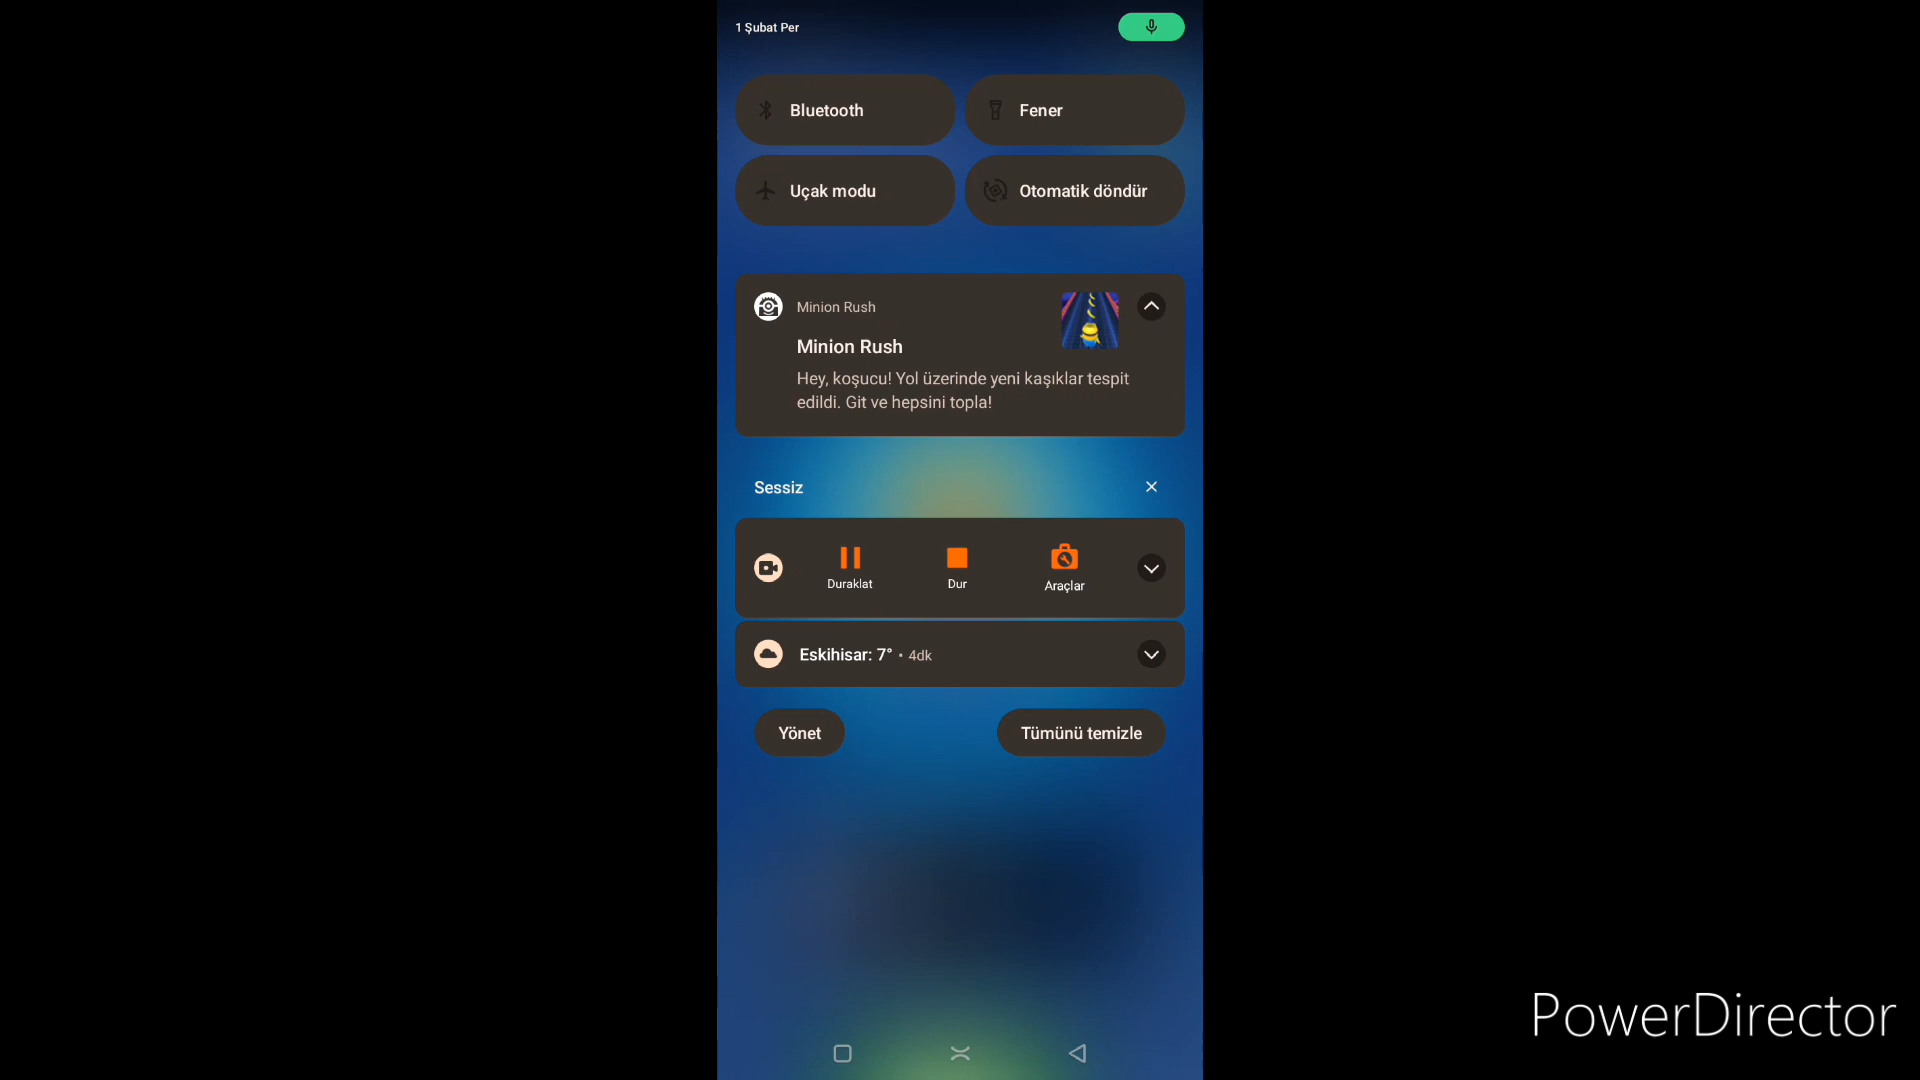 1 Şubat Per
Bluetooth
Fener
Uçak modu
Otomatik döndür
Minion Rush
Minion Rush
Hey, koşucu! Yol üzerinde yeni kaşıklar tespit
edildi. Git ve hepsini topla!
Sessiz
Duraklat
Dur
Araçlar
Eskihisar: 7° • 4dk
Yönet
Tümünü temizle
PowerDirector